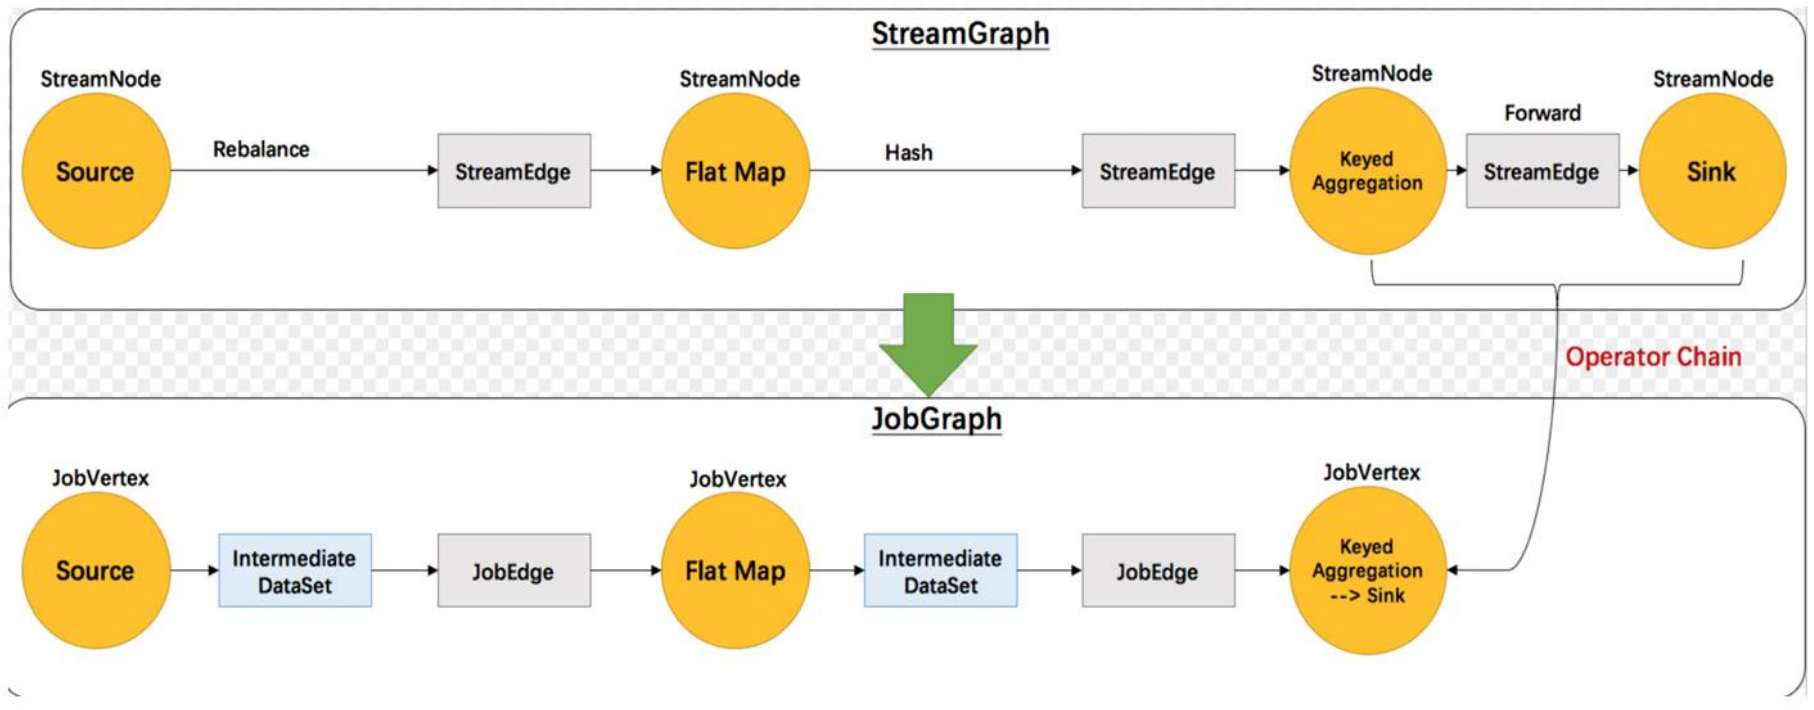 StreamGraph
StreamNode
StreamNode
StreamNode
StreamNode
Source
Rebalance
StreamEdge
Flat Map
Hash
StreamEdge
Keyed
Aggregation
Forward
StreamEdge
Sink
Operator Chain
JobGraph
JobVertex
JobVertex
JobVertex
Source
Intermediate
DataSet
JobEdge
Flat Map
Intermediate
DataSet
JobEdge
Keyed
Aggregation
--> Sink